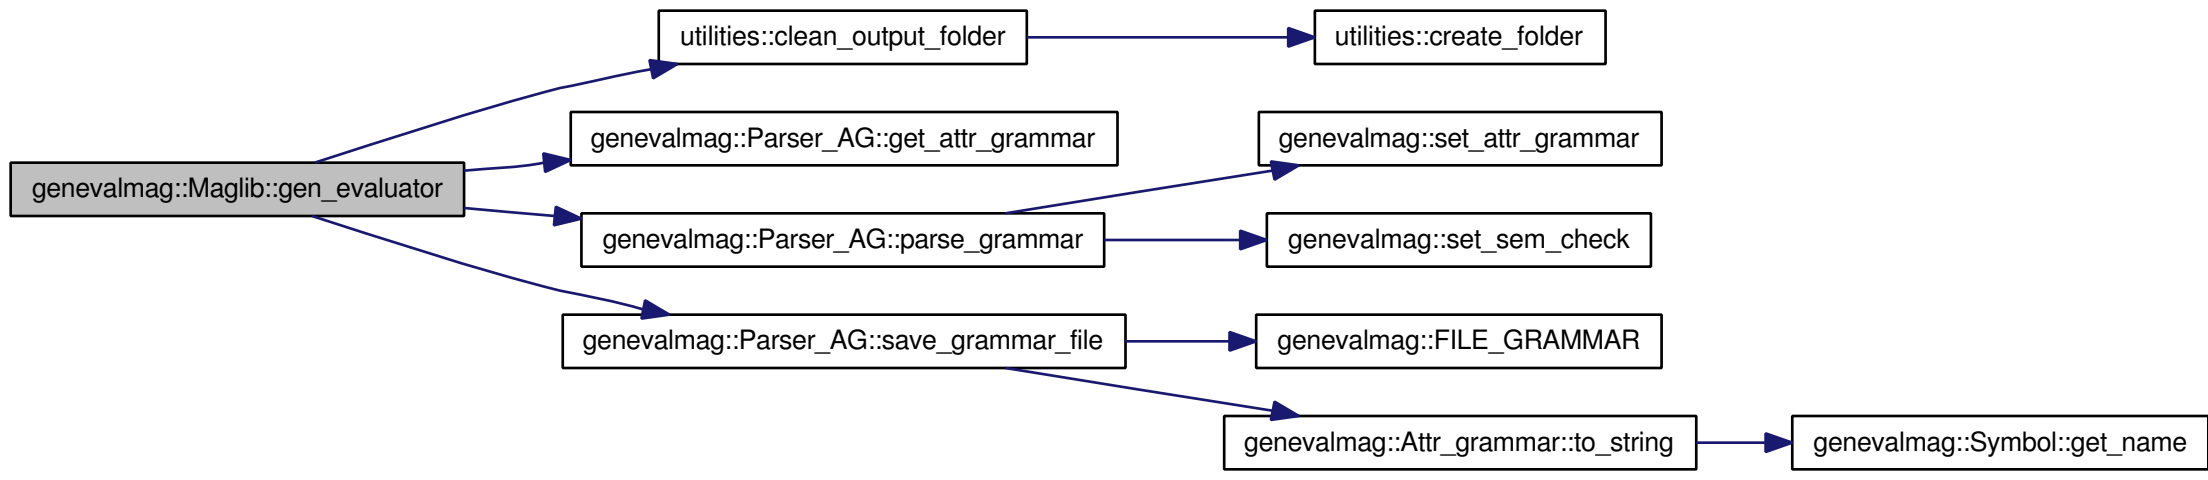 utilities::clean_output_folder
utilities::create_folder
genevalmag::Parser_AG::get_attr_grammar
genevalmag::set_attr_grammar
genevalmag::Maglib::gen_evaluator
genevalmag::Parser_AG::parse_grammar
genevalmag::set_sem_check
genevalmag::Parser_AG::save_grammar_file
genevalmag::FILE_GRAMMAR
genevalmag::Attr_grammar::to_string
genevalmag::Symbol::get_name